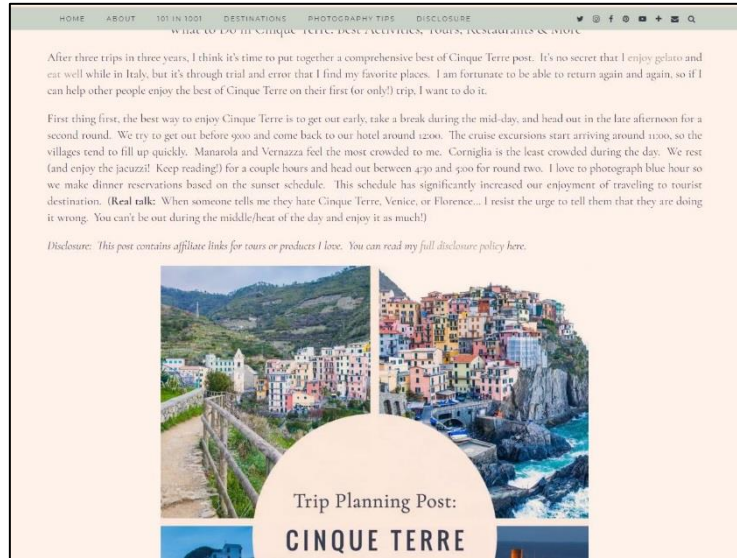 HOME ABOUT 101 IN 1001 DESTINATIONS PHOTOGRAPHY TIPS DISCLOSURE
What to Do in Cinque Terre: Best Activities, Tours, Restaurants & More
After three trips in three years, I think it's time to put together a comprehensive best of Cinque Terre post. It's no secret that I enjoy gelato and
eat well while in Italy, but it's through trial and error that I find my favorite places. I am fortunate to be able to return again and again, so if I
can help other people enjoy the best of Cinque Terre on their first (or only!) trip, I want to do it.
First thing first, the best way to enjoy Cinque Terre is to get our early, take a break during the mid-day, and head out in the late afternoon for a
second round. We try to get out before 9:00 and come back to our hotel around 12:00. The cruise excursions start arriving around 11:00, so the
villages tend to fill up quickly. Manarola and Vernazza feel the most crowded to me. Corniglia is the least crowded during the day. We rest
(and enjoy the jacuzzi! Keep reading!) for a couple hours and head out between 4:30 and 5:00 for round two. I love to photograph blue hour so
we make dinner reservations based on the sunset schedule. This schedule has significantly increased our enjoyment of traveling to tourist
destination. (Real talk: When someone tells me they hate Cinque Terre, Venice, or Florence... I resist the urge to tell them that they are doing
it wrong. You can't be out during the middle/heat of the day and enjoy it as much!)
Disclosure: This post contains affiliate links for tours or products I love. You can read my full disclosure policy here.
Trip Planning Post:
CINQUE TERRE